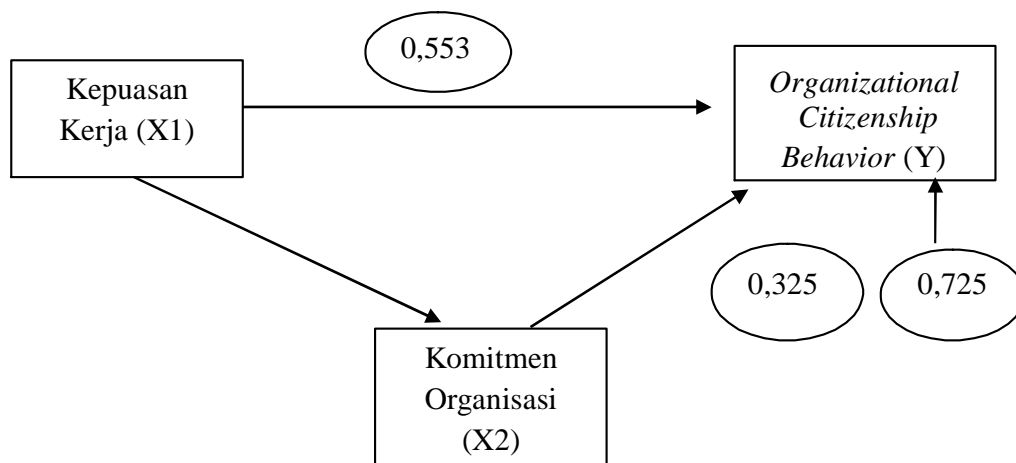 0,553
Kepuasan
Kerja (X1)
Organizational
Citizenship
Behavior (Y)
0,325
0,725
Komitmen
Organisasi
(X2)